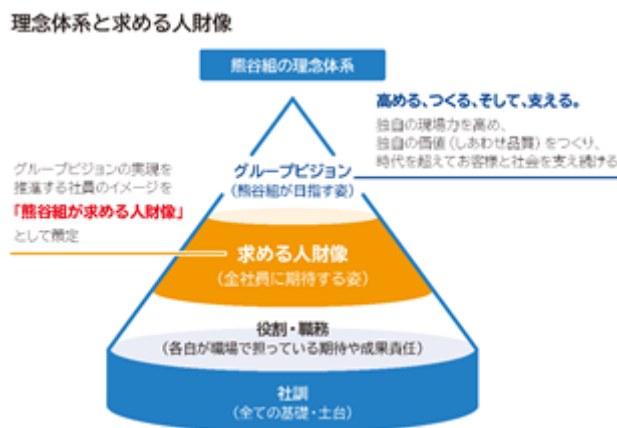 理念体系と求める人財像
熊谷組の理念体系
高める、つくる、そして、支える。
独自の現場力を高め、
独自の価値（しあわせ品質）をつくり、
時代を超えてお客様と社会を支え続ける
グループビジョン
（熊谷組が目指す姿）
グループビジョンの実現を
推進する社員のイメージを
「熊谷組が求める人財像」
として策定
求める人財像
（全社員に期待する姿）
役割・職務
（各自が職場で担っている期待や成果責任）
社訓
（全ての基礎・土台）